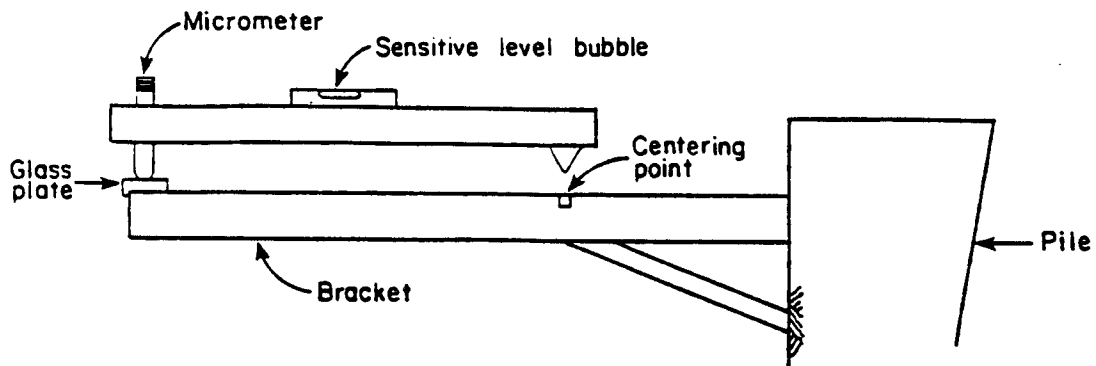 Micrometer
Sensitive level bubble
Centering
point
Glass
plate
Pile
Bracket